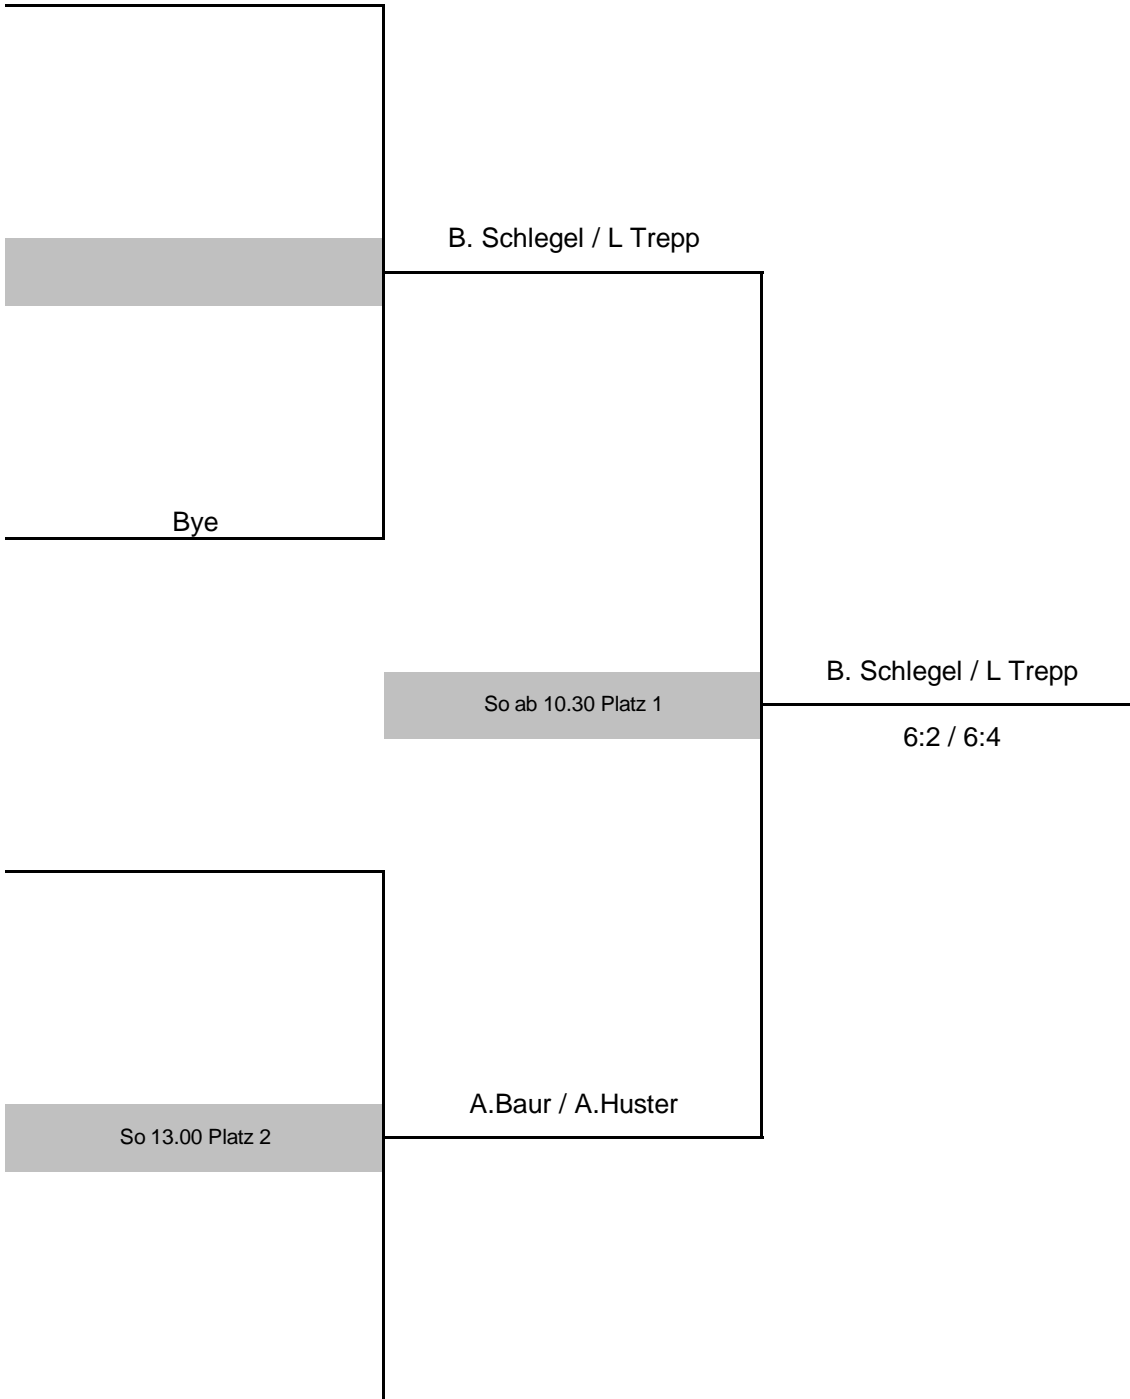 B. Schlegel / L Trepp
Bye
B. Schlegel / L Trepp
So ab 10.30 Platz 1
6:2 / 6:4
A.Baur / A.Huster
So 13.00 Platz 2